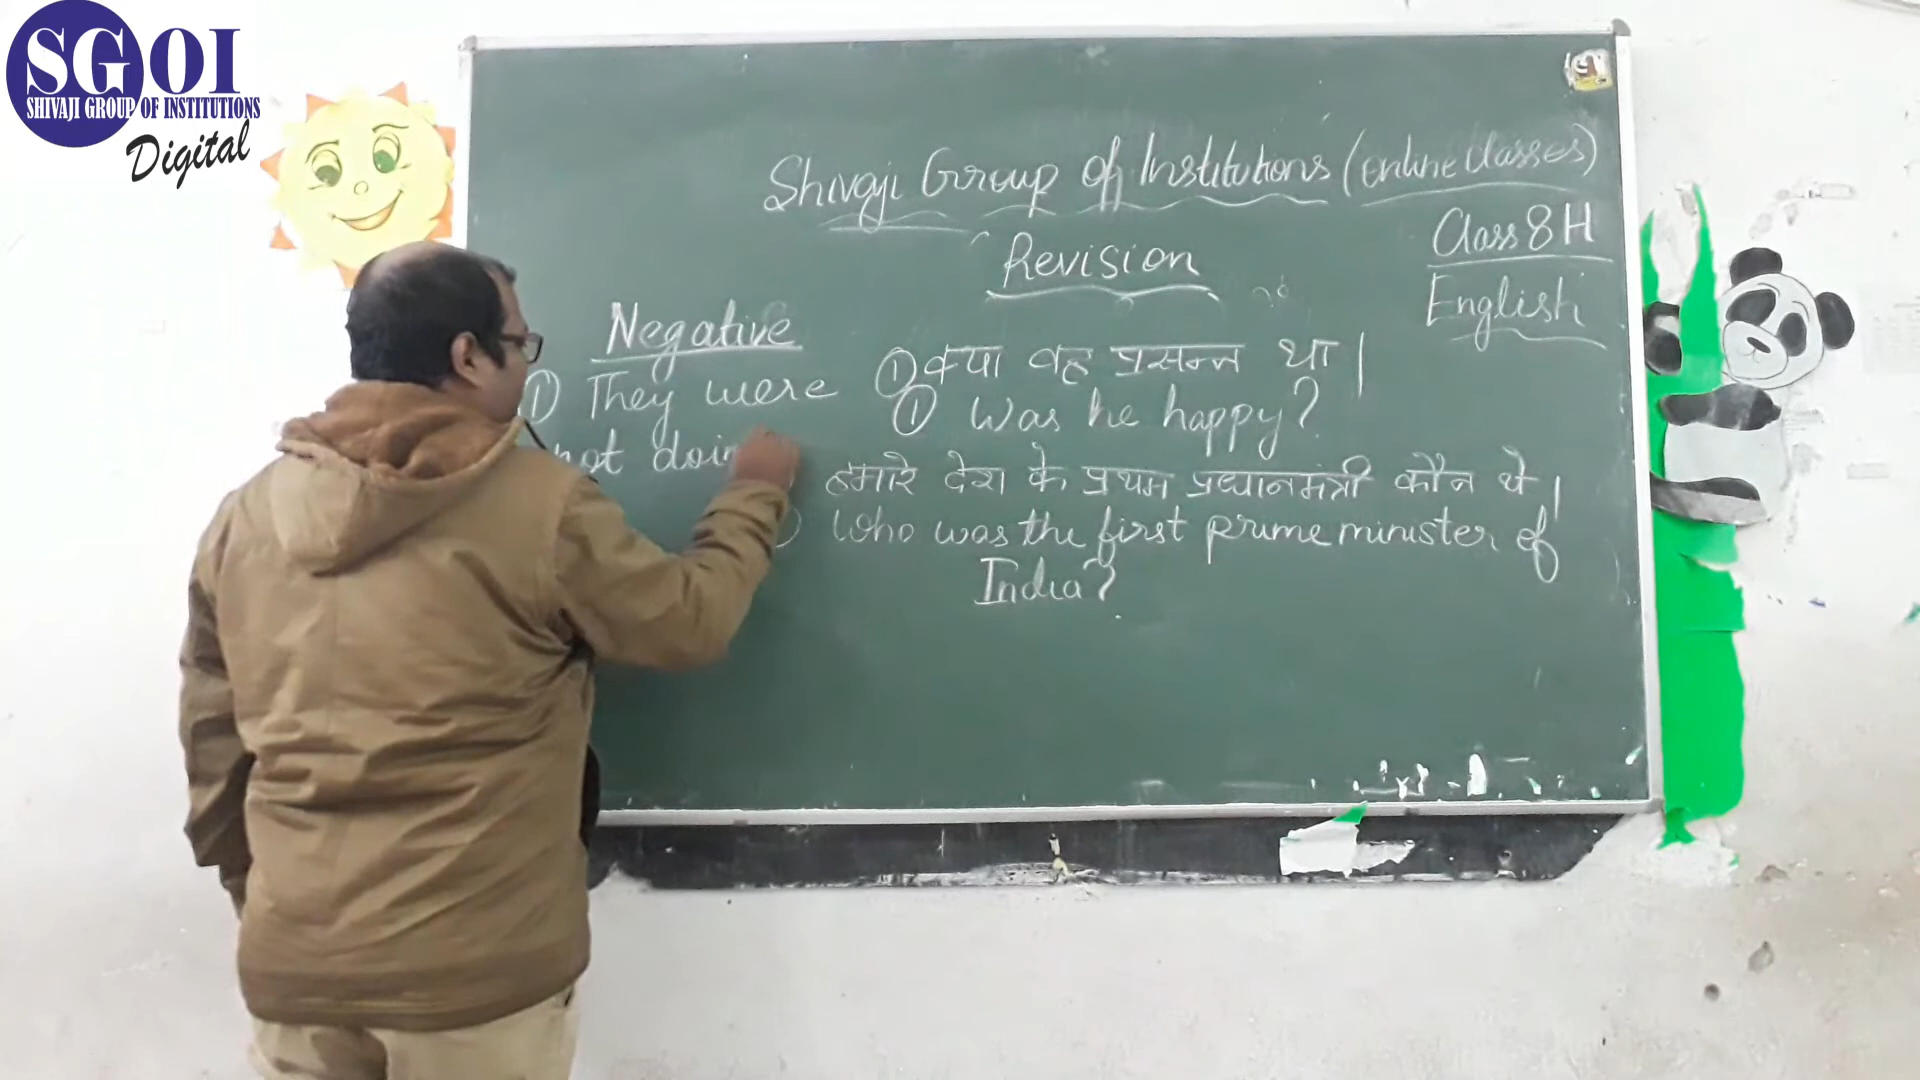 SGOI
SHIVAJI GROUP OF INSTITUTIONS
Digital
Shivaji Group Of Institutions (Online Classes)
Class 8 H
Revision
English
Negative
① They were
not doin
① क्या वह प्रसन्न था।
① Was he happy?
हमारे देश के प्रथम प्रधानमंत्री कौन थे।
Who was the first prime minister of
India?